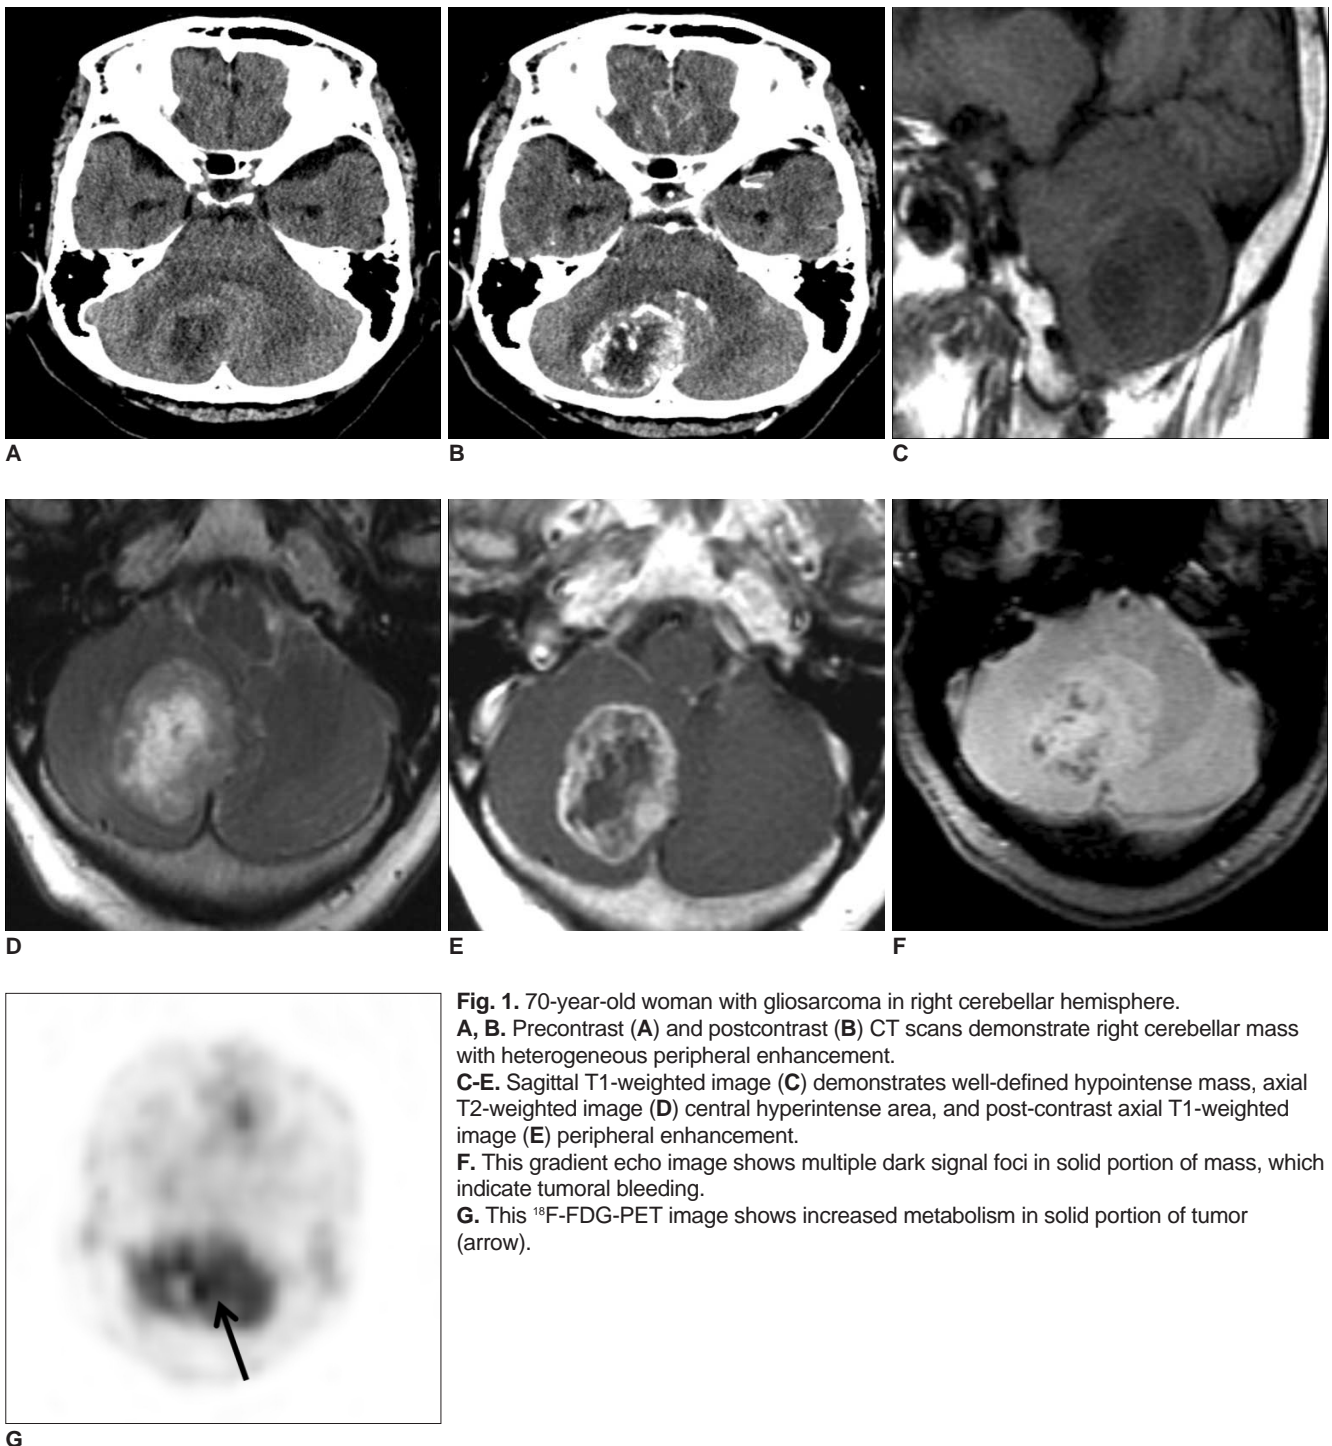 A
B
C
D
E
F
G
Fig. 1. 70-year-old woman with gliosarcoma in right cerebellar hemisphere.
A, B. Precontrast (A) and postcontrast (B) CT scans demonstrate right cerebellar mass
with heterogeneous peripheral enhancement.
C-E. Sagittal T1-weighted image (C) demonstrates well-defined hypointense mass, axial
T2-weighted image (D) central hyperintense area, and post-contrast axial T1-weighted
image (E) peripheral enhancement.
F. This gradient echo image shows multiple dark signal foci in solid portion of mass, which
indicate tumoral bleeding.
G. This ¹⁸F-FDG-PET image shows increased metabolism in solid portion of tumor
(arrow).